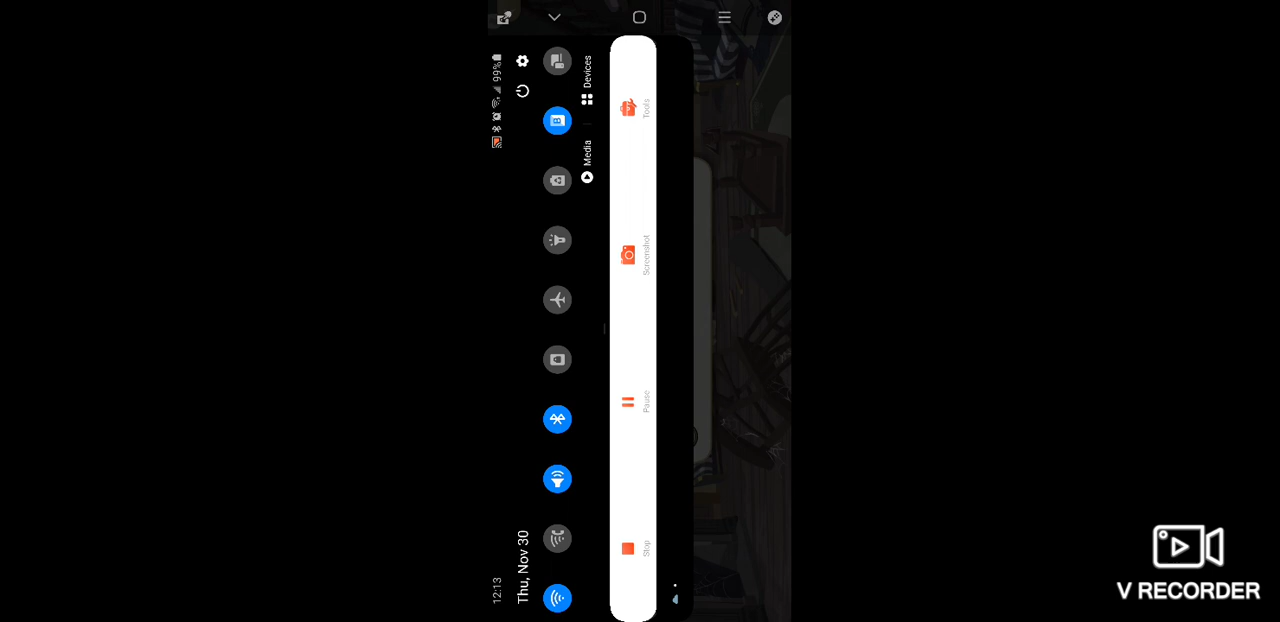 12:13
99%
Thu, Nov 30
Media
Devices
Stop
Pause
Screenshot
Tools
V RECORDER